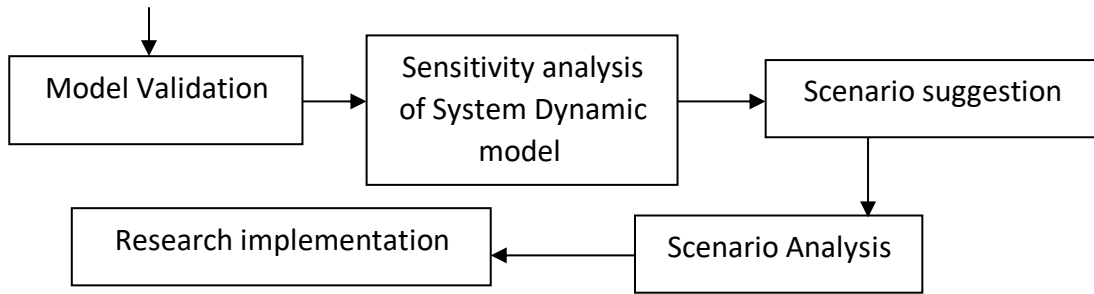 Model Validation
Sensitivity analysis
of System Dynamic
model
Scenario suggestion
Scenario Analysis
Research implementation